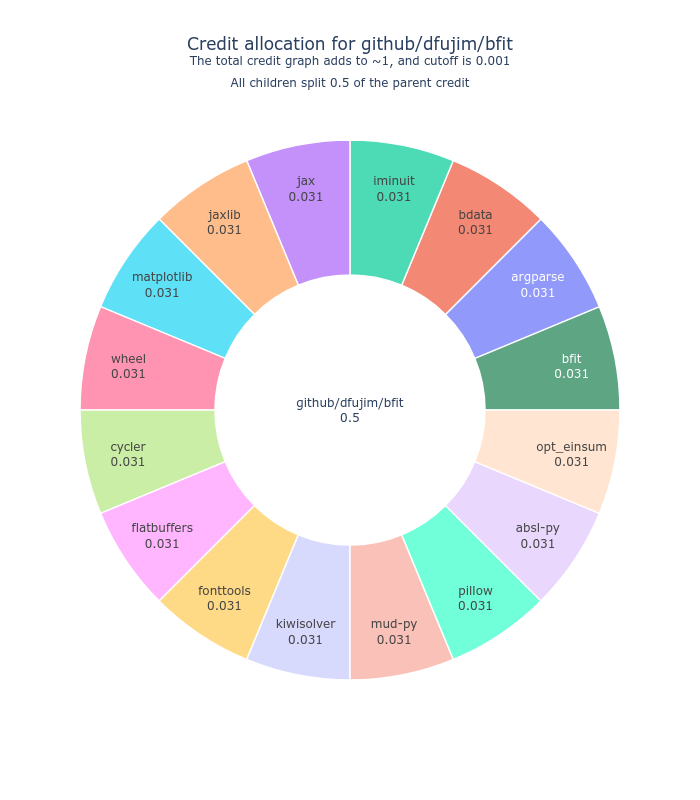 Credit allocation for github/dfujim/bfit
The total credit graph adds to ~1, and cutoff is 0.001
All children split 0.5 of the parent credit
jax
0.031
iminuit
0.031
jaxlib
0.031
bdata
0.031
matplotlib
0.031
argparse
0.031
wheel
0.031
bfit
0.031
github/dfujim/bfit
0.5
cycler
0.031
opt_einsum
0.031
flatbuffers
0.031
absl-py
0.031
fonttools
0.031
pillow
0.031
kiwisolver
0.031
mud-py
0.031